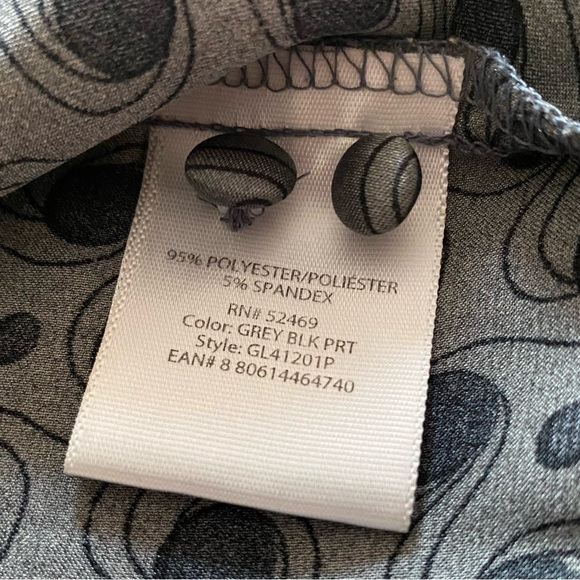 95% POLYESTER/POLIÉSTER
5% SPANDEX
RN# 52469
Color: GREY BLK PRT
Style: GL41201P
EAN# 8 80614464740